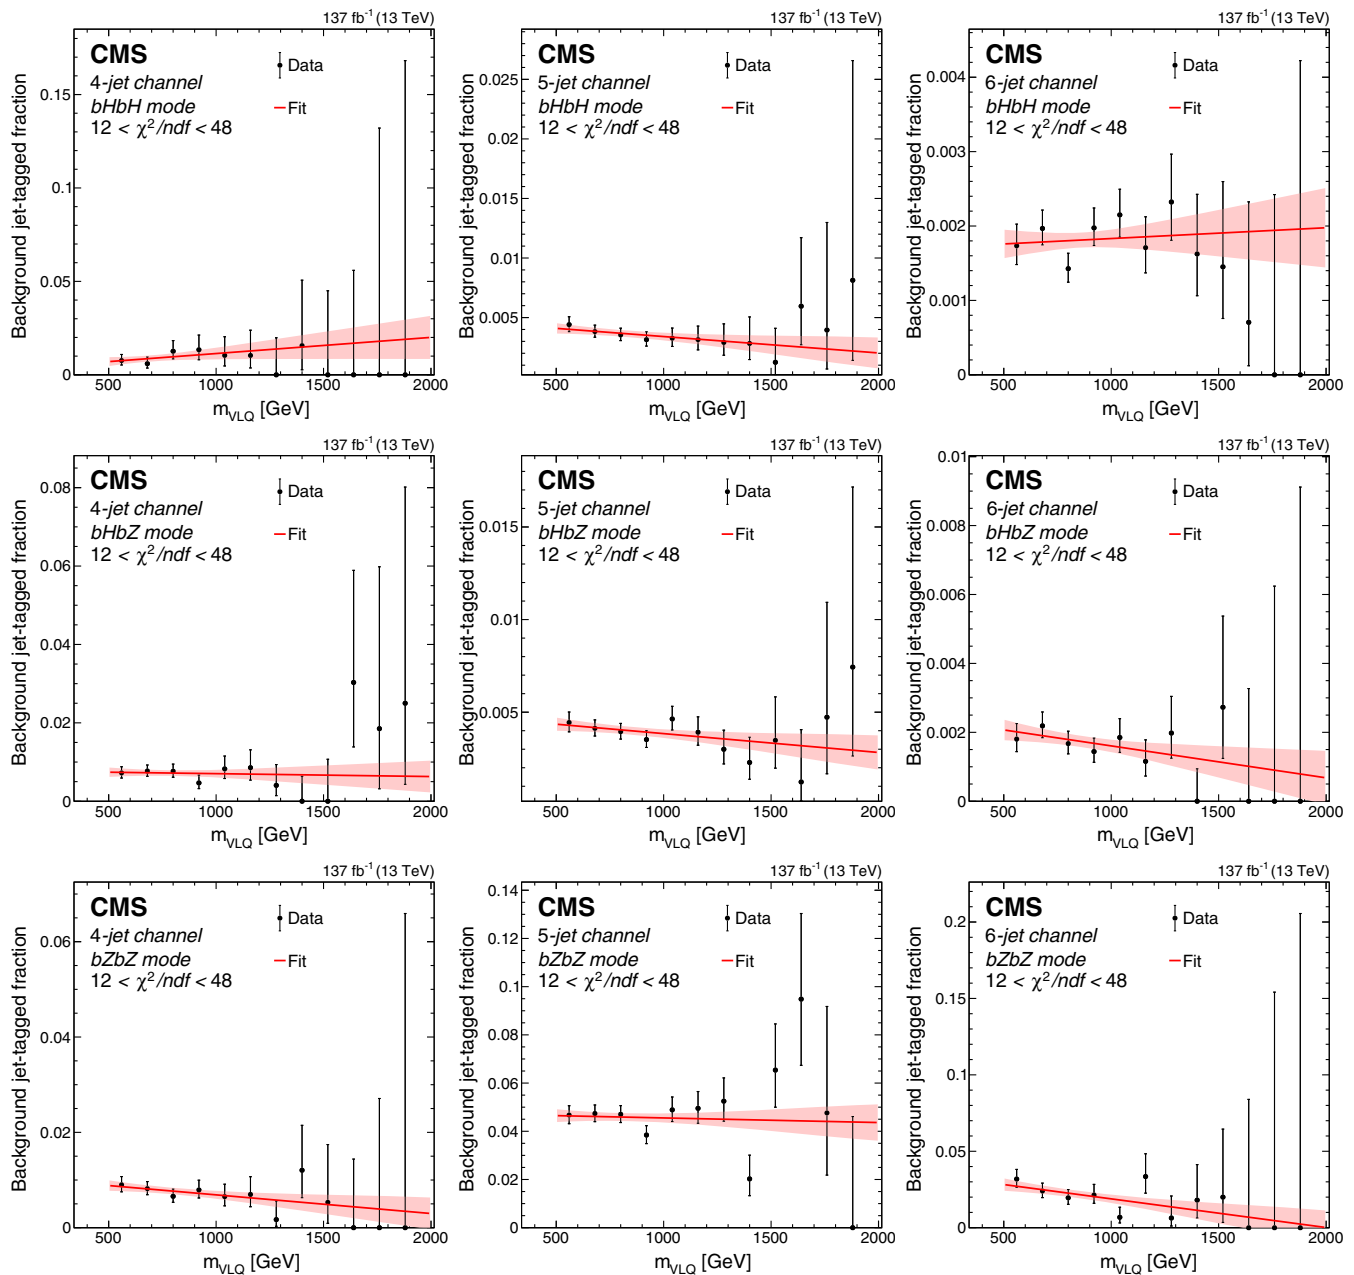 137 fb⁻¹ (13 TeV)
CMS
4-jet channel
bHbH mode
12 < χ²/ndf < 48
Data
Fit
Background jet-tagged fraction
0.15
0.1
0.05
0
500 1000 1500 2000
m_VLQ [GeV]
137 fb⁻¹ (13 TeV)
CMS
5-jet channel
bHbH mode
12 < χ²/ndf < 48
Data
Fit
Background jet-tagged fraction
0.025
0.02
0.015
0.01
0.005
500 1000 1500 2000
m_VLQ [GeV]
137 fb⁻¹ (13 TeV)
CMS
6-jet channel
bHbH mode
12 < χ²/ndf < 48
Data
Fit
Background jet-tagged fraction
0.004
0.003
0.002
0.001
0
500 1000 1500 2000
m_VLQ [GeV]
137 fb⁻¹ (13 TeV)
CMS
4-jet channel
bHbZ mode
12 < χ²/ndf < 48
Data
Fit
Background jet-tagged fraction
0.08
0.06
0.04
0.02
0
500 1000 1500 2000
m_VLQ [GeV]
137 fb⁻¹ (13 TeV)
CMS
5-jet channel
bHbZ mode
12 < χ²/ndf < 48
Data
Fit
Background jet-tagged fraction
0.015
0.01
0.005
500 1000 1500 2000
m_VLQ [GeV]
137 fb⁻¹ (13 TeV)
CMS
6-jet channel
bHbZ mode
12 < χ²/ndf < 48
Data
Fit
Background jet-tagged fraction
0.01
0.008
0.006
0.004
0.002
0
500 1000 1500 2000
m_VLQ [GeV]
137 fb⁻¹ (13 TeV)
CMS
4-jet channel
bZbZ mode
12 < χ²/ndf < 48
Data
Fit
Background jet-tagged fraction
0.06
0.04
0.02
0
500 1000 1500 2000
m_VLQ [GeV]
137 fb⁻¹ (13 TeV)
CMS
5-jet channel
bZbZ mode
12 < χ²/ndf < 48
Data
Fit
Background jet-tagged fraction
0.14
0.12
0.1
0.08
0.06
0.04
0.02
0
500 1000 1500 2000
m_VLQ [GeV]
137 fb⁻¹ (13 TeV)
CMS
6-jet channel
bZbZ mode
12 < χ²/ndf < 48
Data
Fit
Background jet-tagged fraction
0.2
0.15
0.1
0.05
0
500 1000 1500 2000
m_VLQ [GeV]